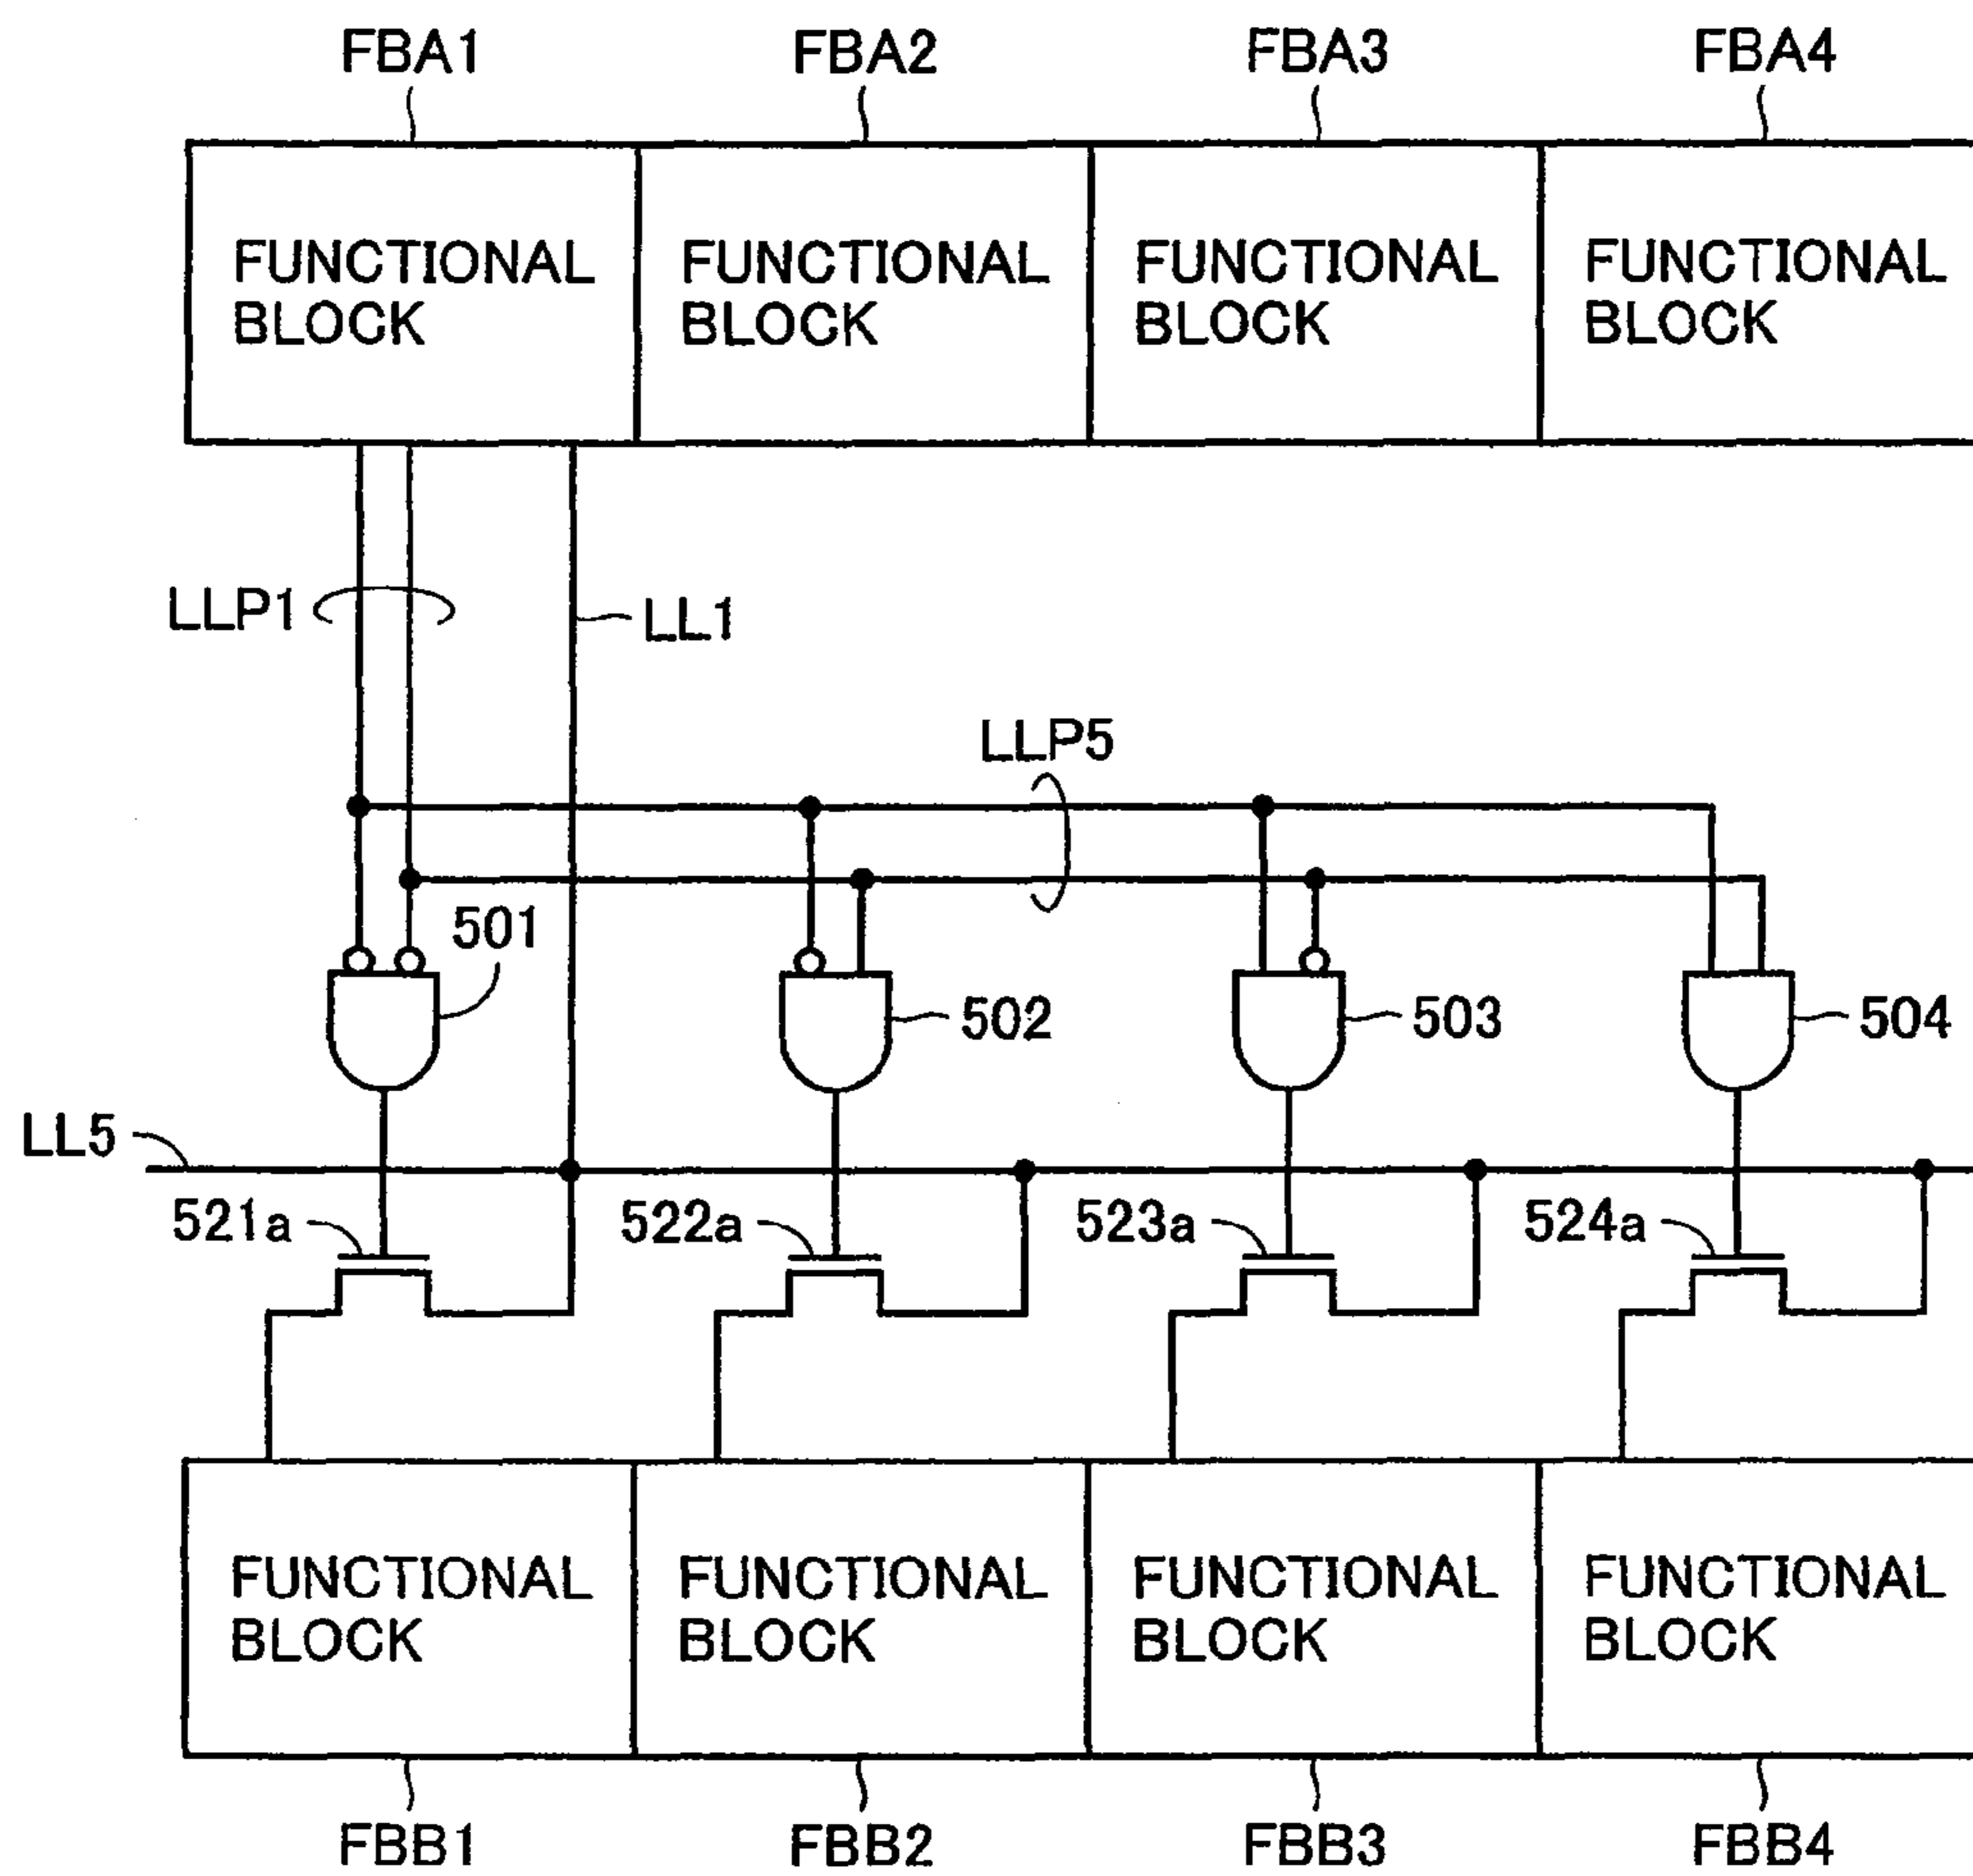 FBA1 FBA2 FBA3 FBA4
FUNCTIONAL BLOCK
FUNCTIONAL BLOCK
FUNCTIONAL BLOCK
FUNCTIONAL BLOCK
LLP1
LL1
LLP5
501
502
503
504
LL5
521a
522a
523a
524a
FUNCTIONAL BLOCK
FUNCTIONAL BLOCK
FUNCTIONAL BLOCK
FUNCTIONAL BLOCK
FBB1 FBB2 FBB3 FBB4